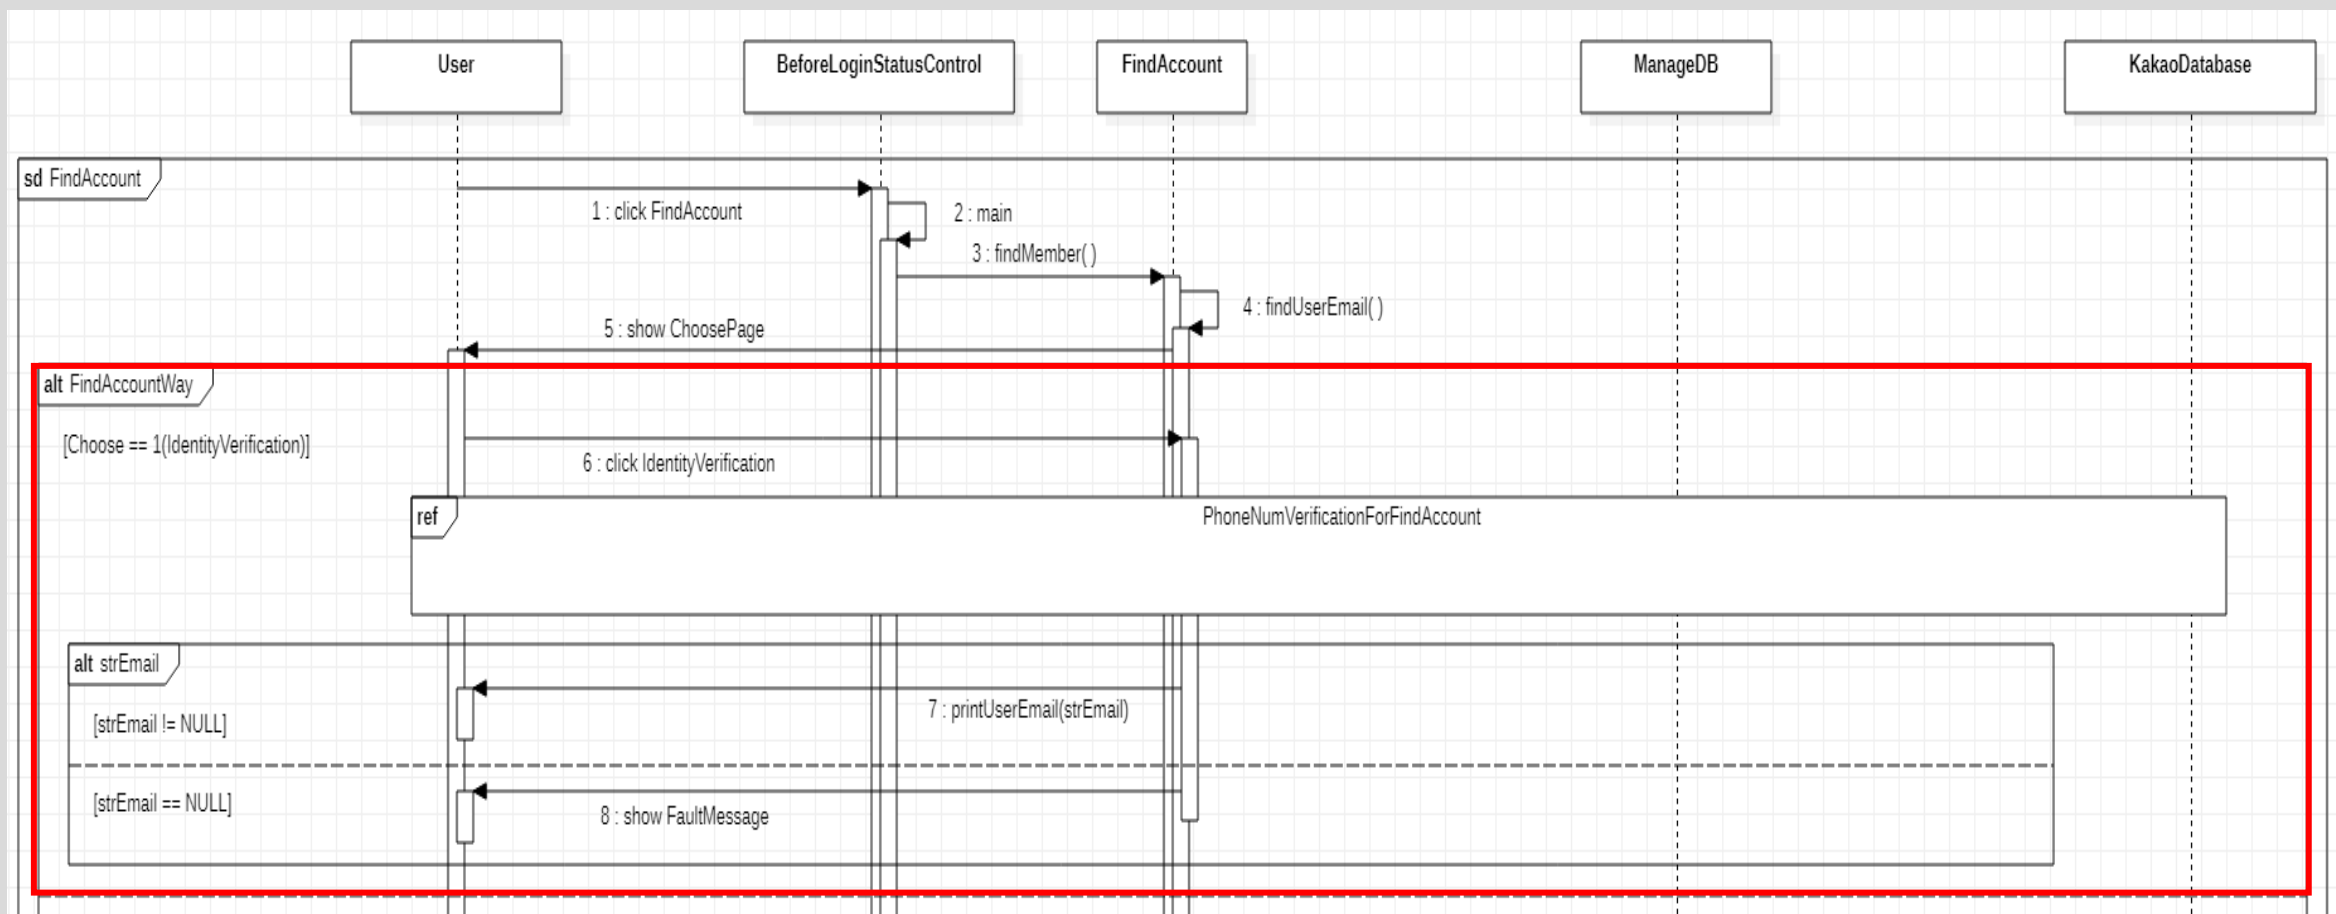 User
BeforeLoginStatusControl
FindAccount
ManageDB
KakaoDatabase
sd FindAccount
1 : click FindAccount
2 : main
3 : findMember( )
4 : findUserEmail( )
5 : show ChoosePage
alt FindAccountWay
[Choose == 1(IdentityVerification)]
6 : click IdentityVerification
ref
PhoneNumVerificationForFindAccount
alt strEmail
7 : printUserEmail(strEmail)
[strEmail != NULL]
[strEmail == NULL]
8 : show FaultMessage